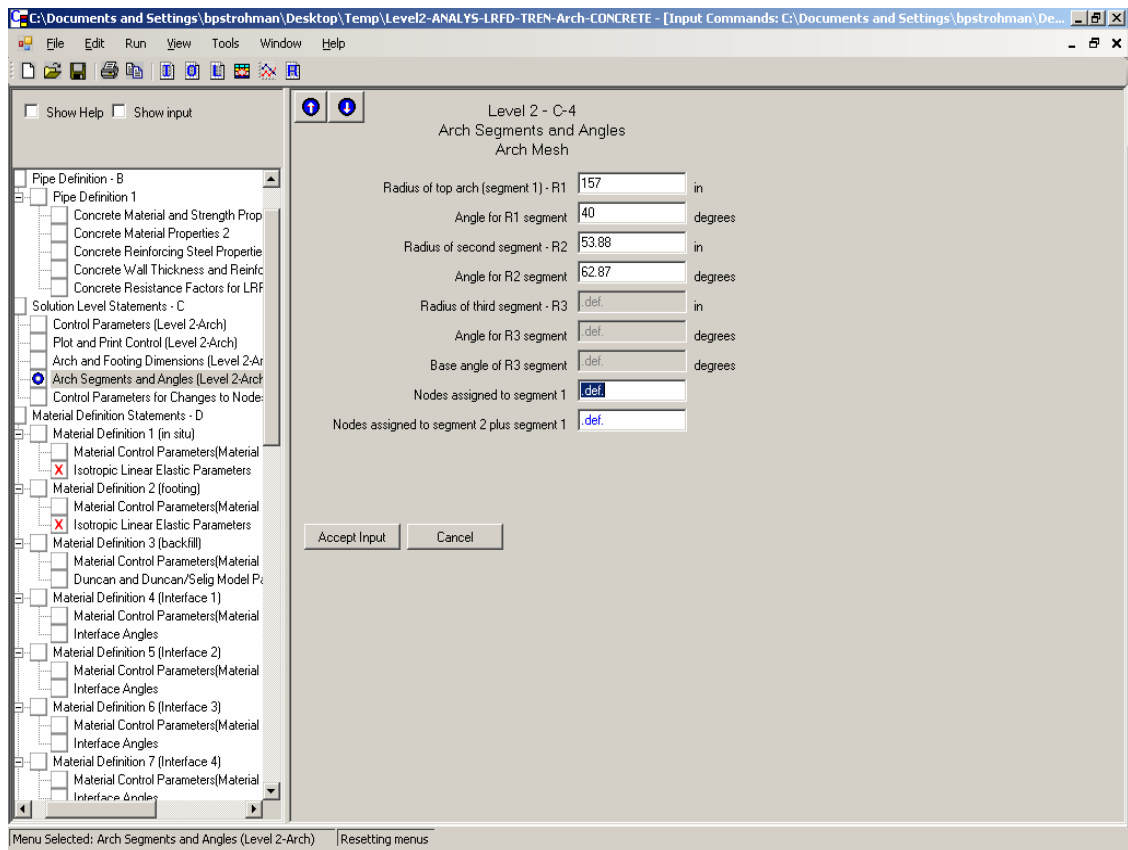 C:\Documents and Settings\bpstrohman\Desktop\Temp\Level2-ANALYS-LRFD-TREN-Arch-CONCRETE - [Input Commands: C:\Documents and Settings\bpstrohman\De...
File Edit Run View Tools Window Help
Show Help Show input
Pipe Definition - B
Pipe Definition 1
Concrete Material and Strength Prop
Concrete Material Properties 2
Concrete Reinforcing Steel Propertie
Concrete Wall Thickness and Reinfc
Concrete Resistance Factors for LRF
Solution Level Statements - C
Control Parameters (Level 2-Arch)
Plot and Print Control (Level 2-Arch)
Arch and Footing Dimensions (Level 2-Ar
Arch Segments and Angles (Level 2-Arch
Control Parameters for Changes to Node
Material Definition Statements - D
Material Definition 1 (in situ)
Material Control Parameters(Material
X Isotropic Linear Elastic Parameters
Material Definition 2 (footing)
Material Control Parameters(Material
X Isotropic Linear Elastic Parameters
Material Definition 3 (backfill)
Material Control Parameters(Material
Duncan and Duncan/Selig Model Pa
Material Definition 4 (Interface 1)
Material Control Parameters(Material
Interface Angles
Material Definition 5 (Interface 2)
Material Control Parameters(Material
Interface Angles
Material Definition 6 (Interface 3)
Material Control Parameters(Material
Interface Angles
Material Definition 7 (Interface 4)
Material Control Parameters(Material
Interface Angles
Level 2 - C-4
Arch Segments and Angles
Arch Mesh
Radius of top arch (segment 1) - R1 157 in
Angle for R1 segment 40 degrees
Radius of second segment - R2 53.88 in
Angle for R2 segment 62.87 degrees
Radius of third segment - R3 .def. in
Angle for R3 segment .def. degrees
Base angle of R3 segment .def. degrees
Nodes assigned to segment 1 .def.
Nodes assigned to segment 2 plus segment 1 .def.
Accept Input Cancel
Menu Selected: Arch Segments and Angles (Level 2-Arch) Resetting menus